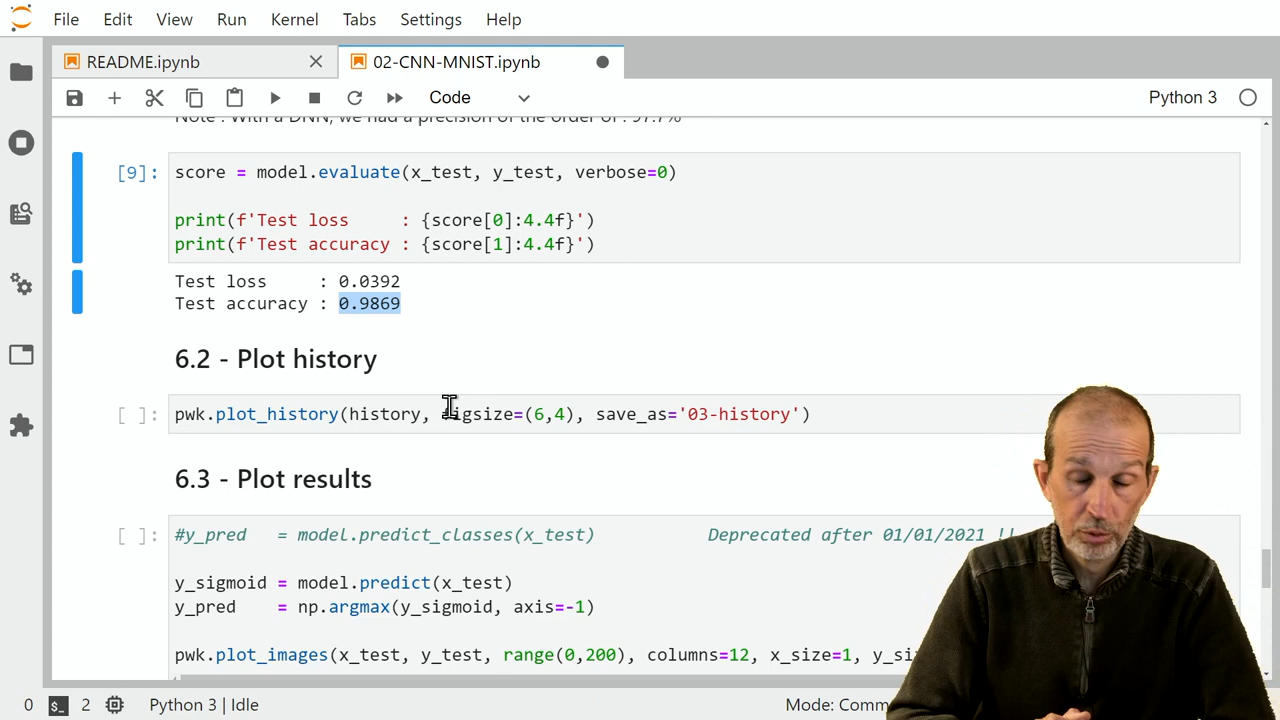 File Edit View Run Kernel Tabs Settings Help
README.ipynb
02-CNN-MNIST.ipynb
Code
Python 3
Note : With a DNN, we had a precision of the order of : 97.7%
[9]:
score = model.evaluate(x_test, y_test, verbose=0)
print(f'Test loss     : {score[0]:4.4f}')
print(f'Test accuracy : {score[1]:4.4f}')
Test loss     : 0.0392
Test accuracy : 0.9869
6.2 - Plot history
[ ]:
pwk.plot_history(history, figsize=(6,4), save_as='03-history')
6.3 - Plot results
[ ]:
#y_pred   = model.predict_classes(x_test)           Deprecated after 01/01/2021 !!
y_sigmoid = model.predict(x_test)
y_pred    = np.argmax(y_sigmoid, axis=-1)
pwk.plot_images(x_test, y_test, range(0,200), columns=12, x_size=1,
0 $_ 2 Python 3 | Idle
Mode: